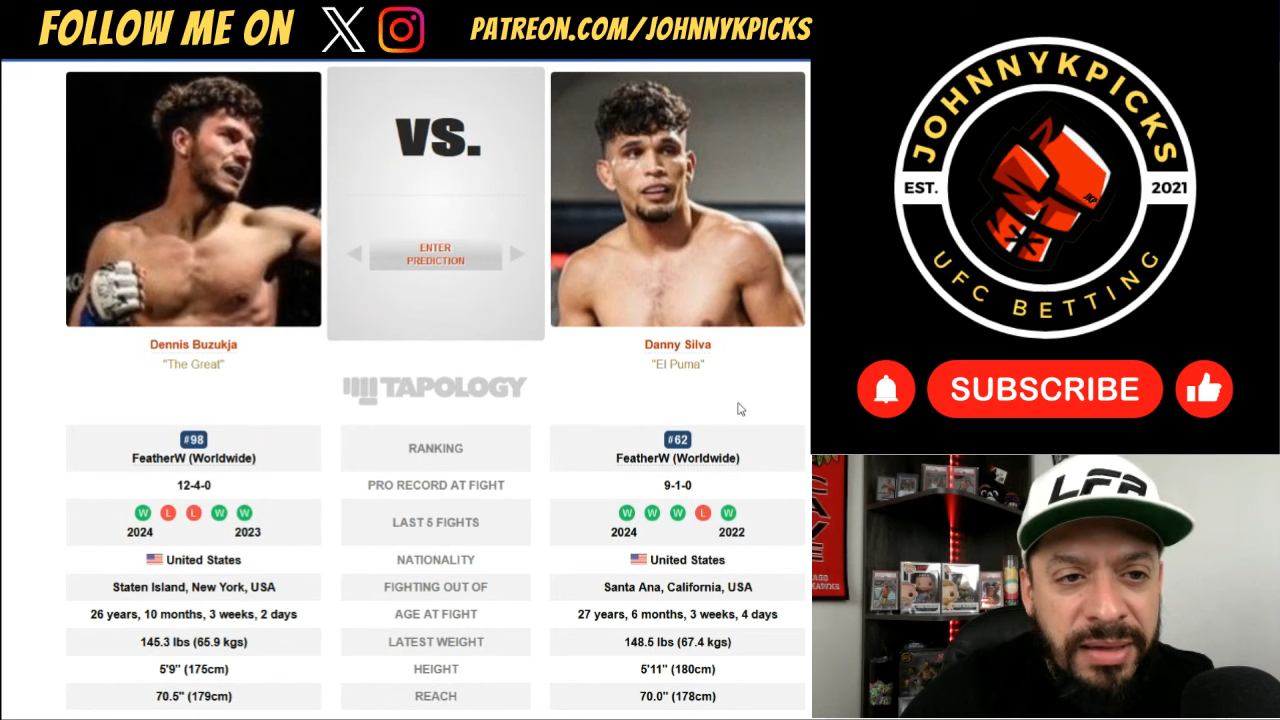 FOLLOW ME ON
PATREON.COM/JOHNNYKPICKS
JOHNNYKPICKS
EST.
2021
JKP
UFC BETTING
SUBSCRIBE
VS.
ENTER
PREDICTION
Dennis Buzukja
"The Great"
Danny Silva
"El Puma"
TAPOLOGY
#98
FeatherW (Worldwide)
RANKING
#62
FeatherW (Worldwide)
12-4-0
PRO RECORD AT FIGHT
9-1-0
W L L W W
2024 2023
LAST 5 FIGHTS
W W W L W
2024 2022
United States
NATIONALITY
United States
Staten Island, New York, USA
FIGHTING OUT OF
Santa Ana, California, USA
26 years, 10 months, 3 weeks, 2 days
AGE AT FIGHT
27 years, 6 months, 3 weeks, 4 days
145.3 lbs (65.9 kgs)
LATEST WEIGHT
148.5 lbs (67.4 kgs)
5'9" (175cm)
HEIGHT
5'11" (180cm)
70.5" (179cm)
REACH
70.0" (178cm)
LFA